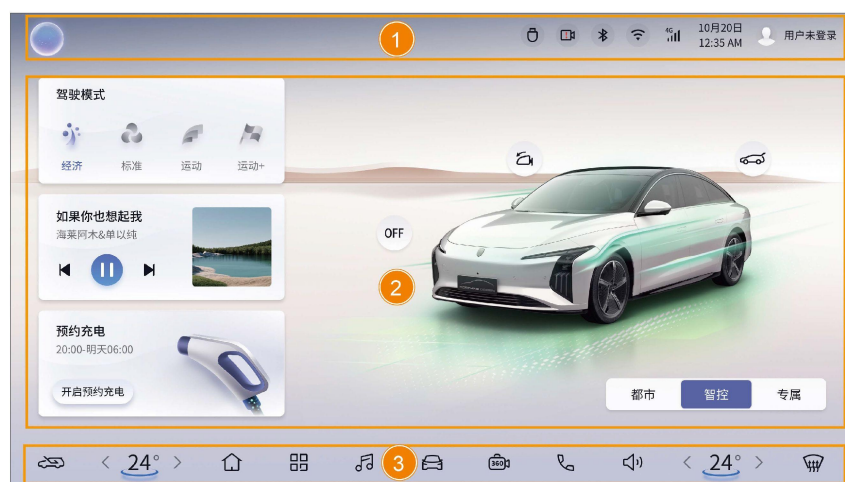 1
4G
10月20日
12:35 AM
用户未登录
驾驶模式
经济
标准
运动
运动+
如果你也想起我
海莱阿木&单以纯
预约充电
20:00-明天06:00
开启预约充电
OFF
2
都市
智控
专属
24°
3
360
24°